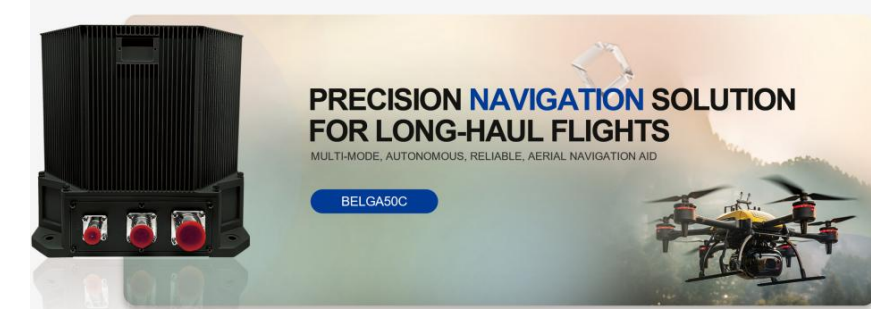 PRECISION NAVIGATION SOLUTION
FOR LONG-HAUL FLIGHTS
MULTI-MODE, AUTONOMOUS, RELIABLE, AERIAL NAVIGATION AID
BELGA50C